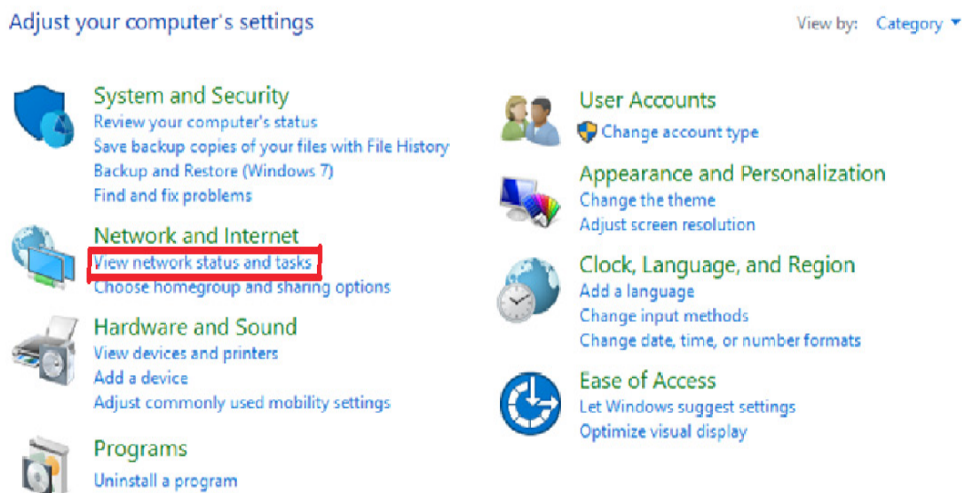 Adjust your computer's settings
View by: Category
System and Security
Review your computer's status
Save backup copies of your files with File History
Backup and Restore (Windows 7)
Find and fix problems
Network and Internet
View network status and tasks
Choose homegroup and sharing options
Hardware and Sound
View devices and printers
Add a device
Adjust commonly used mobility settings
Programs
Uninstall a program
User Accounts
Change account type
Appearance and Personalization
Change the theme
Adjust screen resolution
Clock, Language, and Region
Add a language
Change input methods
Change date, time, or number formats
Ease of Access
Let Windows suggest settings
Optimize visual display